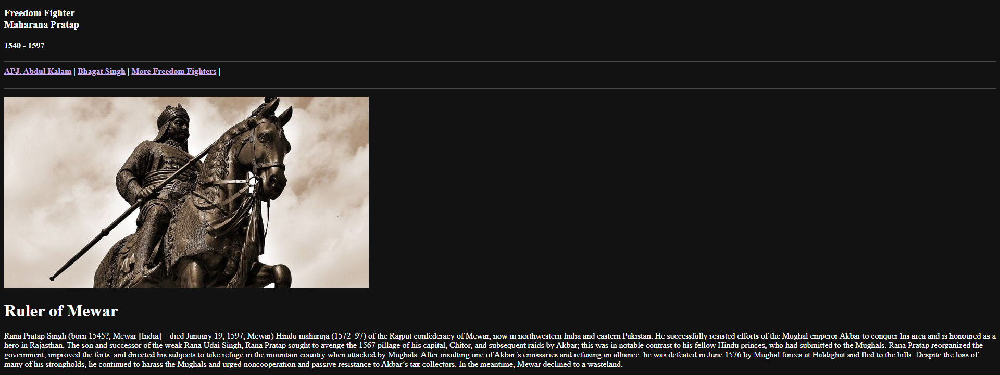 Freedom Fighter
Maharana Pratap
1540 - 1597
APJ. Abdul Kalam | Bhagat Singh | More Freedom Fighters |
Ruler of Mewar
Rana Pratap Singh (born 1545?, Mewar [India]—died January 19, 1597, Mewar) Hindu maharaja (1572–97) of the Rajput confederacy of Mewar, now in northwestern India and eastern Pakistan. He successfully resisted efforts of the Mughal emperor Akbar to conquer his area and is honoured as a
hero in Rajasthan. The son and successor of the weak Rana Udai Singh, Rana Pratap sought to avenge the 1567 pillage of his capital, Chitor, and subsequent raids by Akbar; this was in notable contrast to his fellow Hindu princes, who had submitted to the Mughals. Rana Pratap reorganized the
government, improved the forts, and directed his subjects to take refuge in the mountain country when attacked by Mughals. After insulting one of Akbar’s emissaries and refusing an alliance, he was defeated in June 1576 by Mughal forces at Haldighat and fled to the hills. Despite the loss of
many of his strongholds, he continued to harass the Mughals and urged noncooperation and passive resistance to Akbar’s tax collectors. In the meantime, Mewar declined to a wasteland.